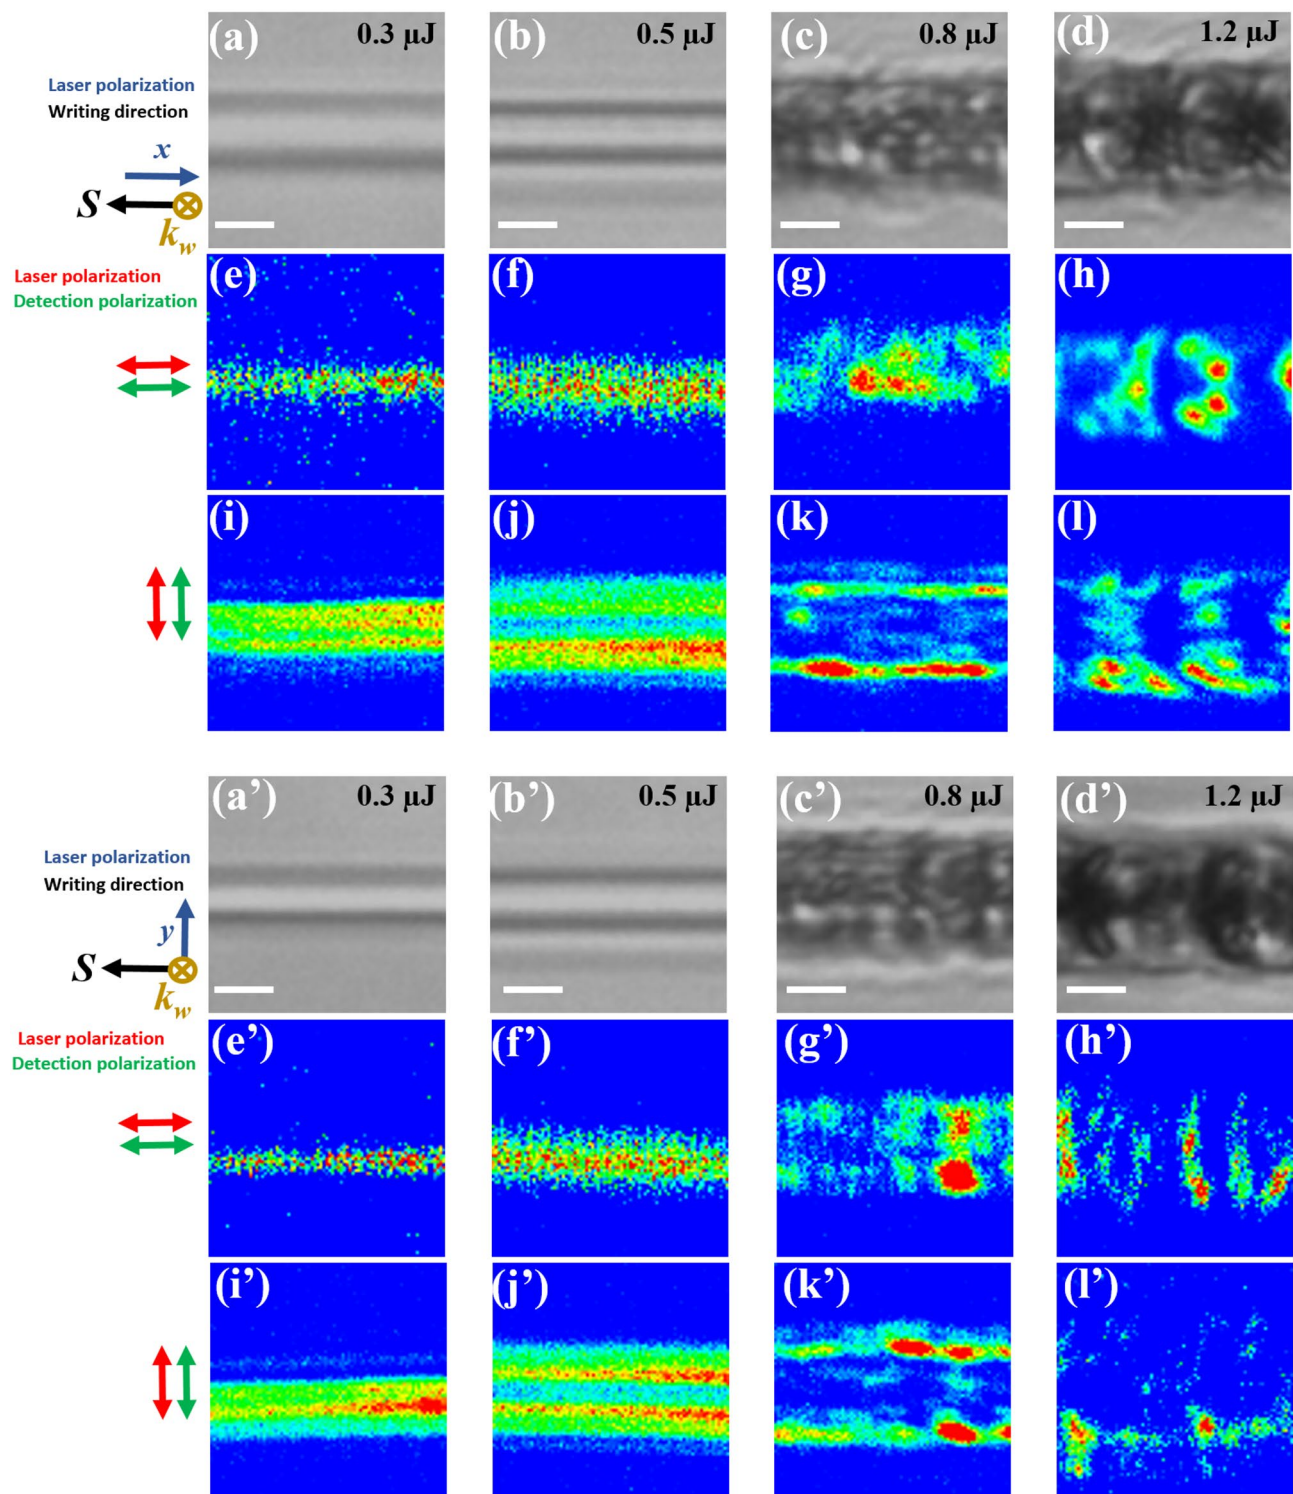 (a) 0.3 μJ
(b) 0.5 μJ
(c) 0.8 μJ
(d) 1.2 μJ
Laser polarization
Writing direction
x
S
k_w
(e)
(f)
(g)
(h)
Laser polarization
Detection polarization
(i)
(j)
(k)
(l)
(a’) 0.3 μJ
(b’) 0.5 μJ
(c’) 0.8 μJ
(d’) 1.2 μJ
Laser polarization
Writing direction
y
S
k_w
(e’)
(f’)
(g’)
(h’)
Laser polarization
Detection polarization
(i’)
(j’)
(k’)
(l’)